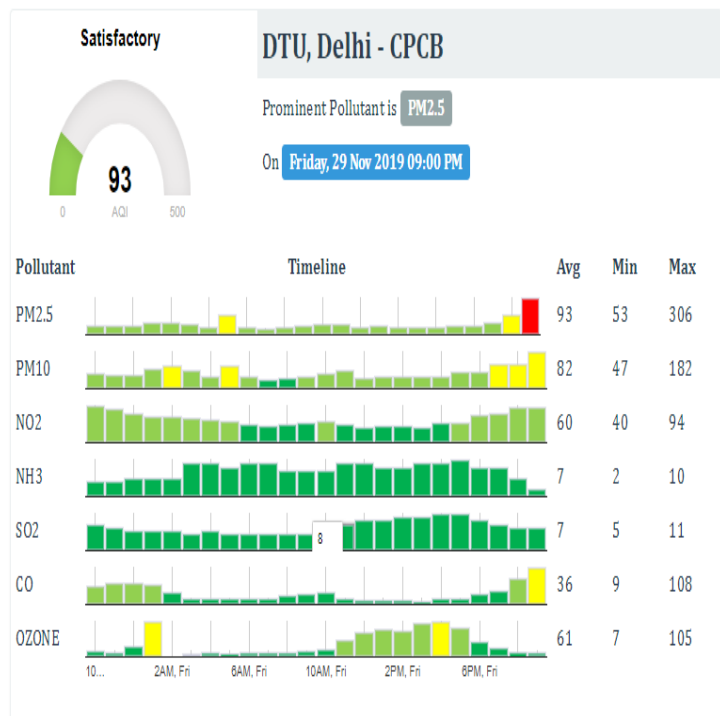 Satisfactory
93
0 AQI 500
DTU, Delhi - CPCB
Prominent Pollutant is PM2.5
On Friday, 29 Nov 2019 09:00 PM
Pollutant Timeline Avg Min Max
PM2.5 93 53 306
PM10 82 47 182
NO2 60 40 94
NH3 7 2 10
SO2 8 7 5 11
CO 36 9 108
OZONE 61 7 105
10... 2AM, Fri 6AM, Fri 10AM, Fri 2PM, Fri 6PM, Fri